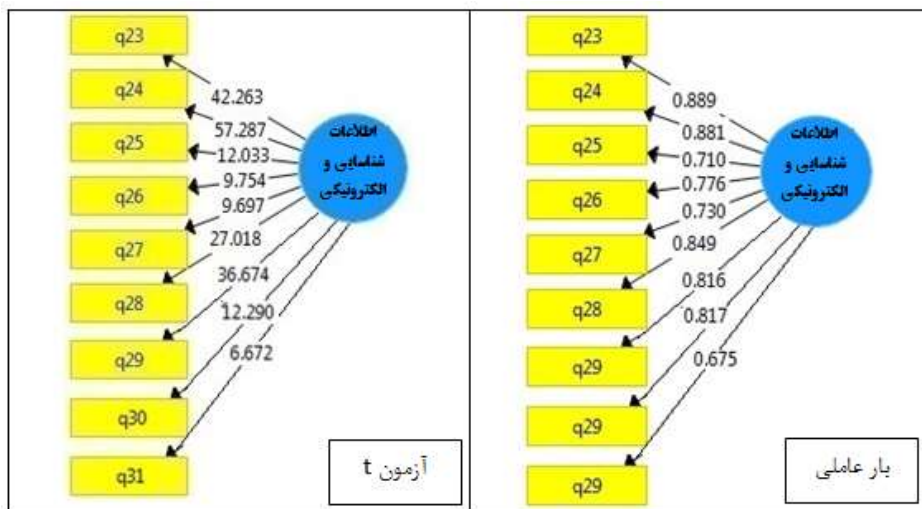 q23
q24
q25
q26
q27
q28
q29
q30
q31
42.263
57.287
12.033
9.754
9.697
27.018
36.674
12.290
6.672
اطلاعات
شناسایی و
الکترونیکی
آزمون t
q23
q24
q25
q26
q27
q28
q29
q29
q29
0.889
0.881
0.710
0.776
0.730
0.849
0.816
0.817
0.675
اطلاعات
شناسایی و
الکترونیکی
بار عاملی